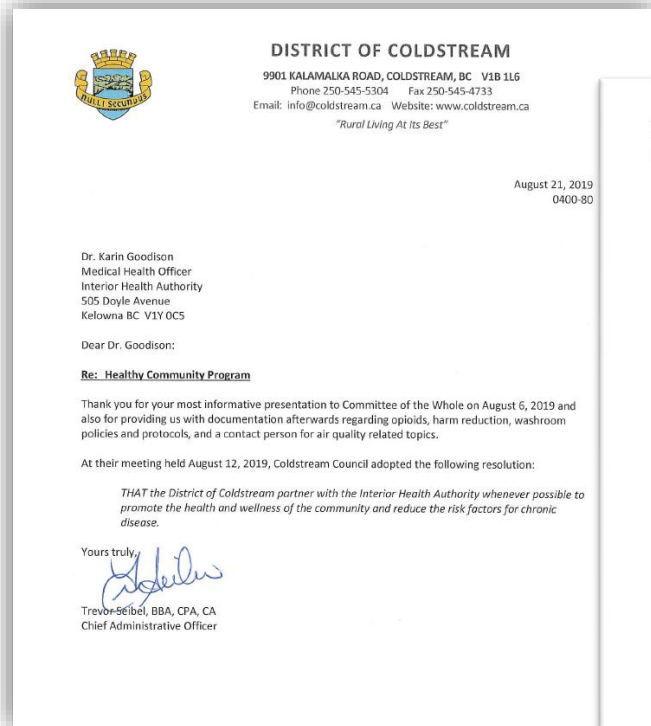 DISTRICT OF COLDSTREAM
9901 KALAMALKA ROAD, COLDSTREAM, BC V1B 1L6
Phone 250-545-5304 Fax 250-545-4733
Email: info@coldstream.ca Website: www.coldstream.ca
"Rural Living At Its Best"
NULLI SECUNDUS
August 21, 2019
0400-80
Dr. Karin Goodison
Medical Health Officer
Interior Health Authority
505 Doyle Avenue
Kelowna BC V1Y 0C5
Dear Dr. Goodison:
Re: Healthy Community Program
Thank you for your most informative presentation to Committee of the Whole on August 6, 2019 and
also for providing us with documentation afterwards regarding opioids, harm reduction, washroom
policies and protocols, and a contact person for air quality related topics.
At their meeting held August 12, 2019, Coldstream Council adopted the following resolution:
THAT the District of Coldstream partner with the Interior Health Authority whenever possible to
promote the health and wellness of the community and reduce the risk factors for chronic
disease.
Yours truly,
Trevor Seibel, BBA, CPA, CA
Chief Administrative Officer